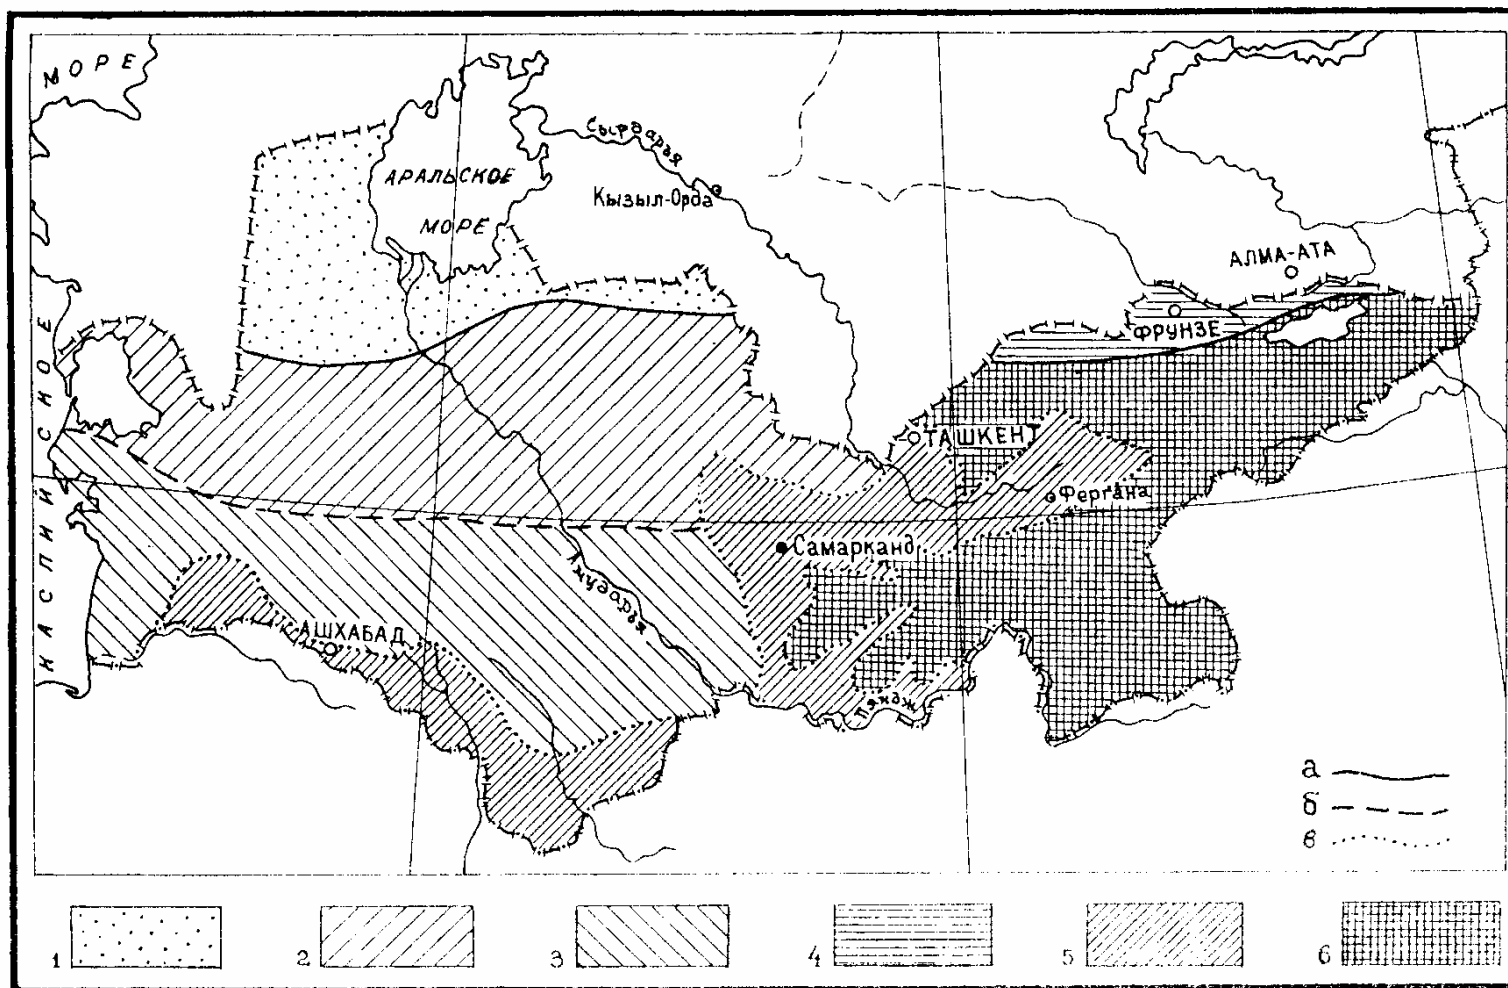 МОРЕ
Сырдарья
АРАЛЬСКОЕ
МОРЕ
Кызыл-Орда
АЛМА-АТА
ФРУНЗЕ
КАСПИЙСКОЕ
ТАШКЕНТ
Фергана
Самарканд
Амударья
АШХАБАД
Пяндж
а
б
в
1
2
3
4
5
6